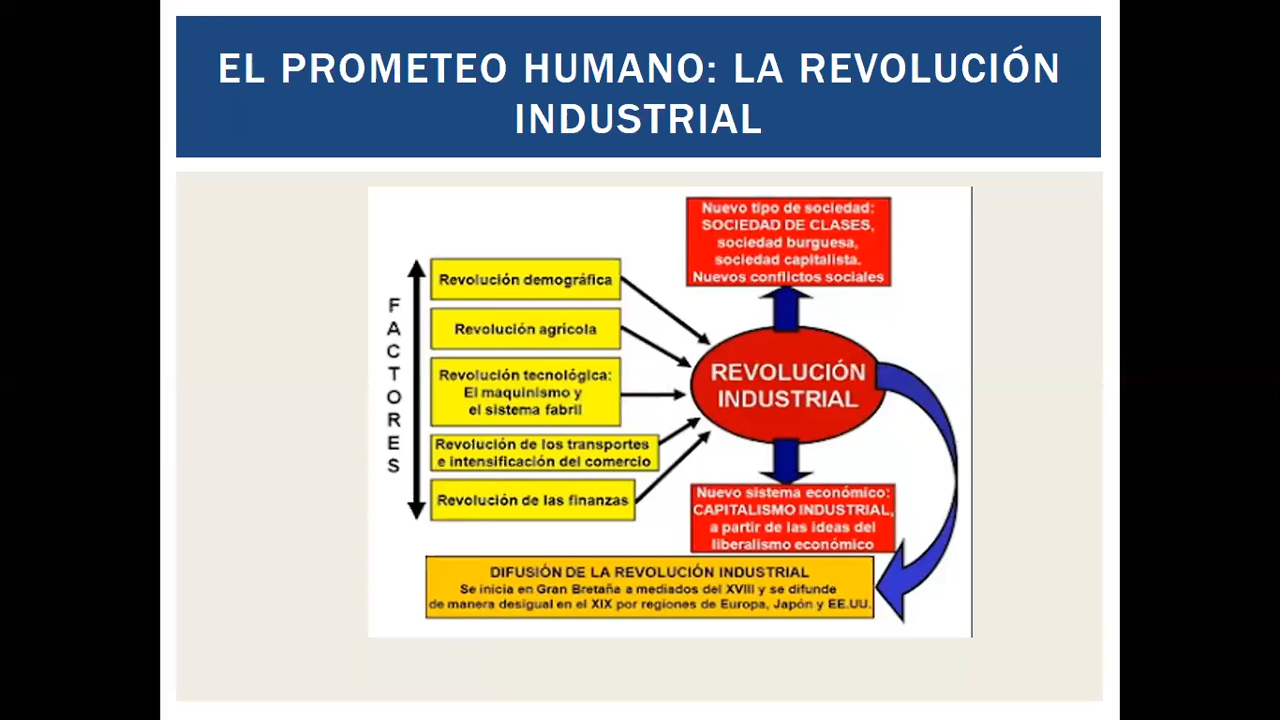 EL PROMETEO HUMANO: LA REVOLUCIÓN
INDUSTRIAL
FACTORES
Revolución demográfica
Revolución agrícola
Revolución tecnológica:
El maquinismo y
el sistema fabril
Revolución de los transportes
e intensificación del comercio
Revolución de las finanzas
REVOLUCIÓN
INDUSTRIAL
Nuevo tipo de sociedad:
SOCIEDAD DE CLASES,
sociedad burguesa,
sociedad capitalista.
Nuevos conflictos sociales
Nuevo sistema económico:
CAPITALISMO INDUSTRIAL,
a partir de las ideas del
liberalismo económico
DIFUSIÓN DE LA REVOLUCIÓN INDUSTRIAL
Se inicia en Gran Bretaña a mediados del XVIII y se difunde
de manera desigual en el XIX por regiones de Europa, Japón y EE.UU.